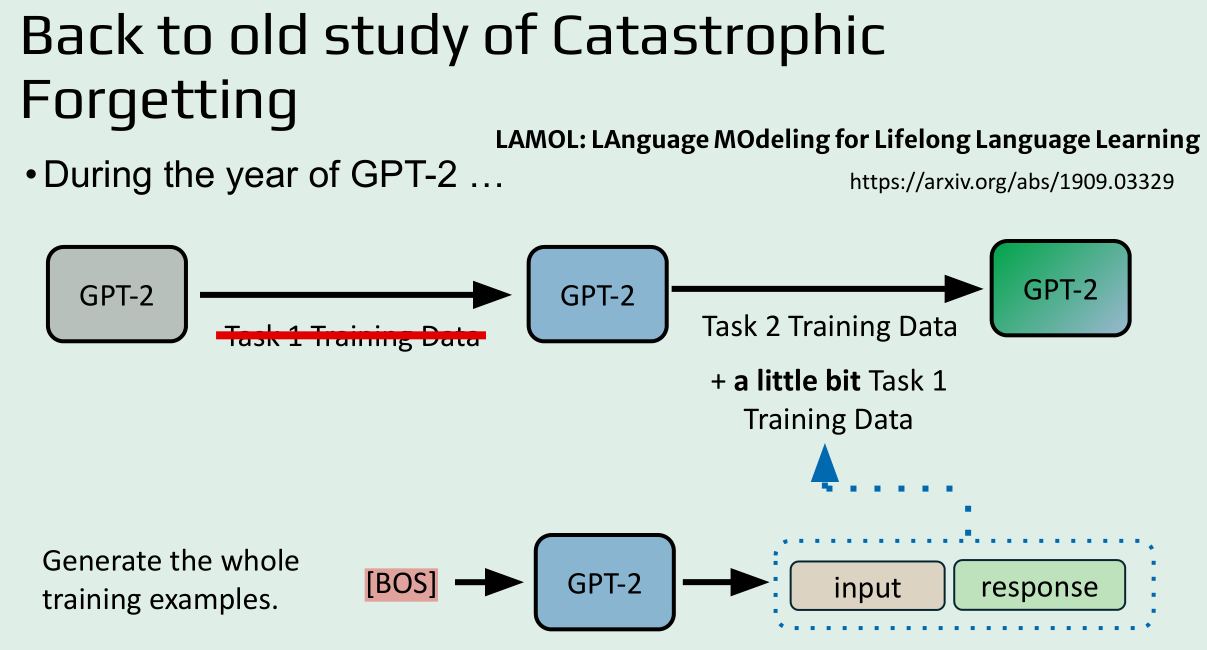 Back to old study of Catastrophic
Forgetting
LAMOL: LAnguage MOdeling for Lifelong Language Learning
• During the year of GPT-2 …
https://arxiv.org/abs/1909.03329
GPT-2
GPT-2
GPT-2
Task 1 Training Data
Task 2 Training Data
+ a little bit Task 1
Training Data
Generate the whole
training examples.
[BOS]
GPT-2
input
response